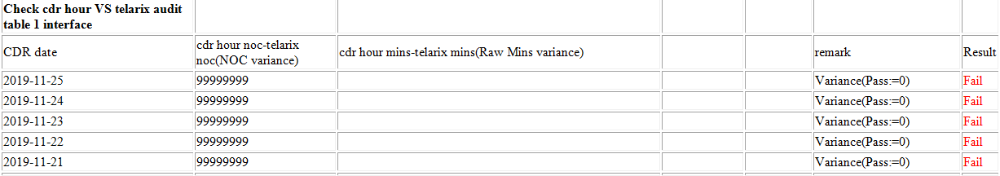 Check cdr hour VS telarix audit
table 1 interface
CDR date
cdr hour noc-telarix
noc(NOC variance)
cdr hour mins-telarix mins(Raw Mins variance)
remark
Result
2019-11-25 99999999 Variance(Pass:=0) Fail
2019-11-24 99999999 Variance(Pass:=0) Fail
2019-11-23 99999999 Variance(Pass:=0) Fail
2019-11-22 99999999 Variance(Pass:=0) Fail
2019-11-21 99999999 Variance(Pass:=0) Fail